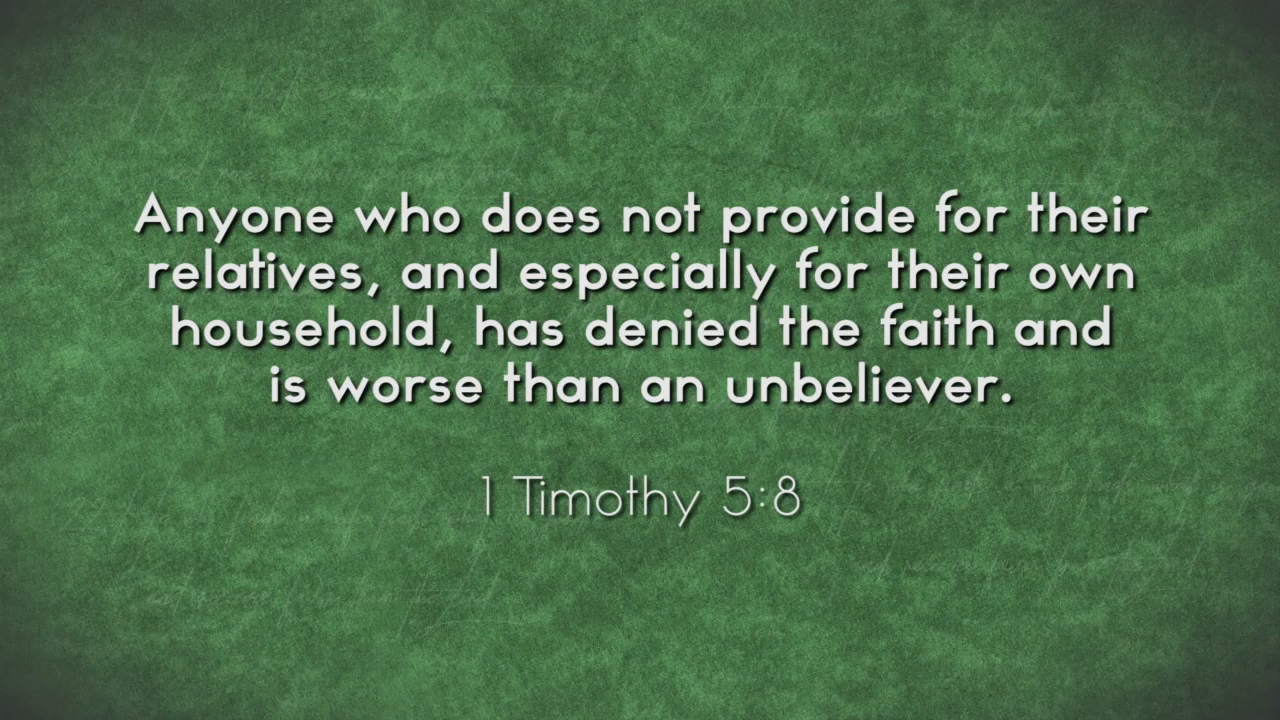 Anyone who does not provide for their
relatives, and especially for their own
household, has denied the faith and
is worse than an unbeliever.
1 Timothy 5:8